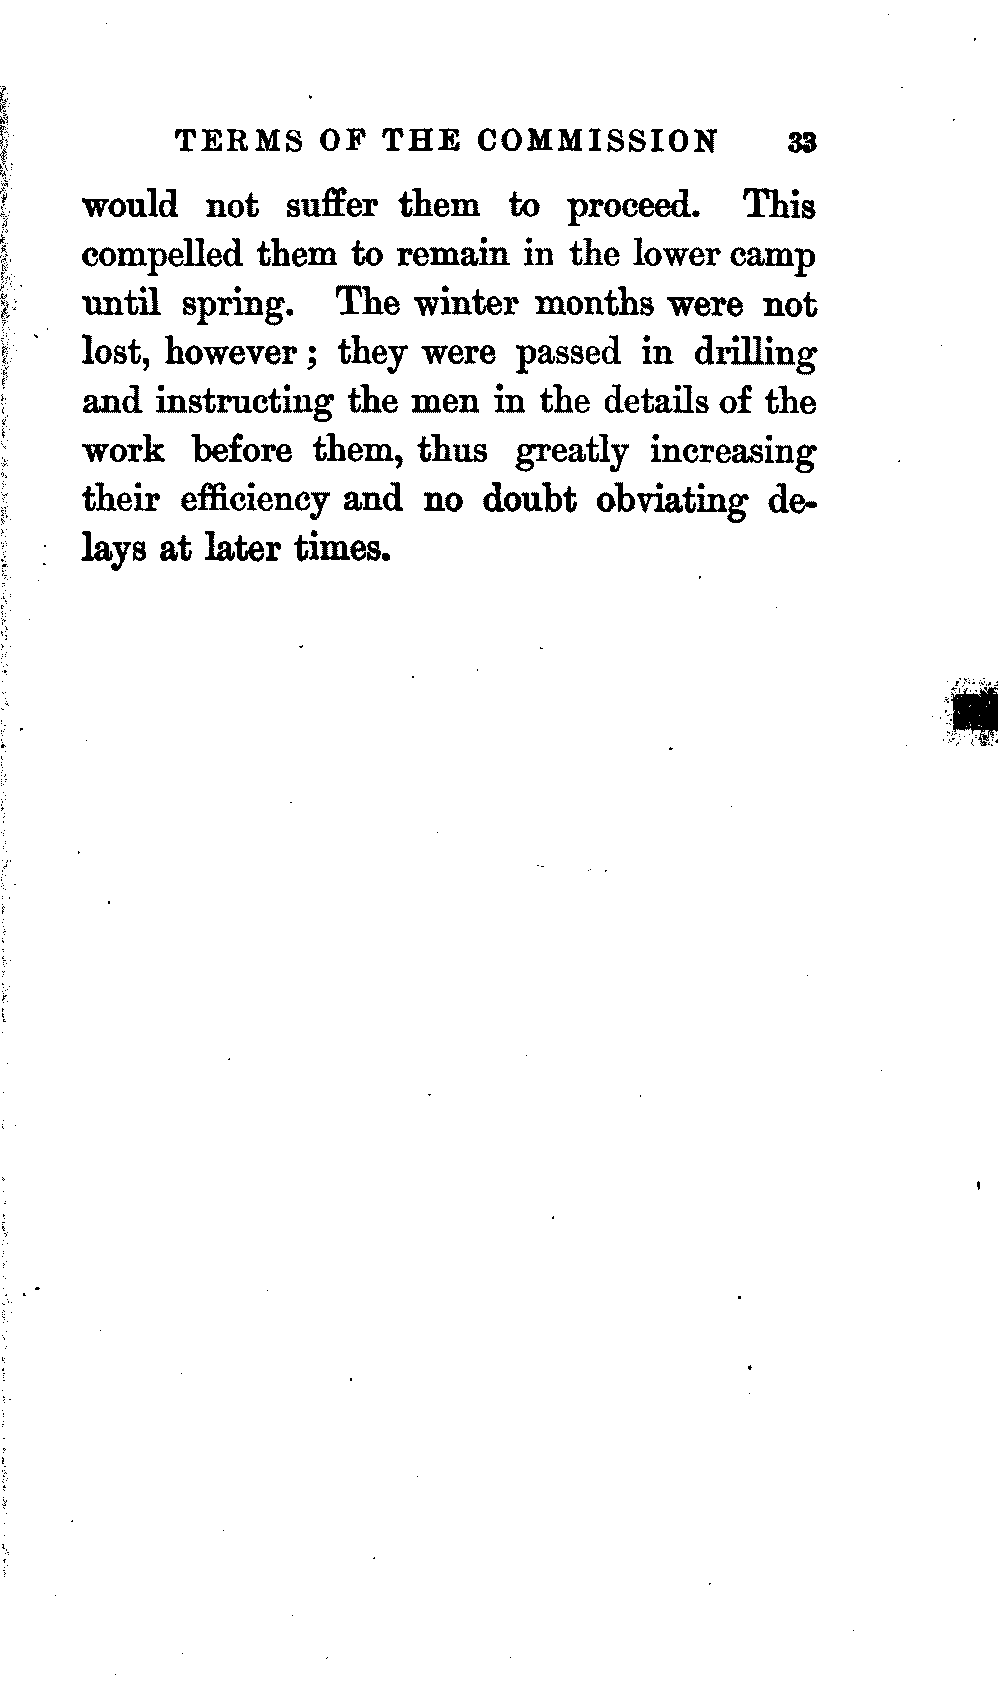 TERMS OF THE COMMISSION 33
would not suffer them to proceed. This
compelled them to remain in the lower camp
until spring. The winter months were not
lost, however; they were passed in drilling
and instructing the men in the details of the
work before them, thus greatly increasing
their efficiency and no doubt obviating de-
lays at later times.